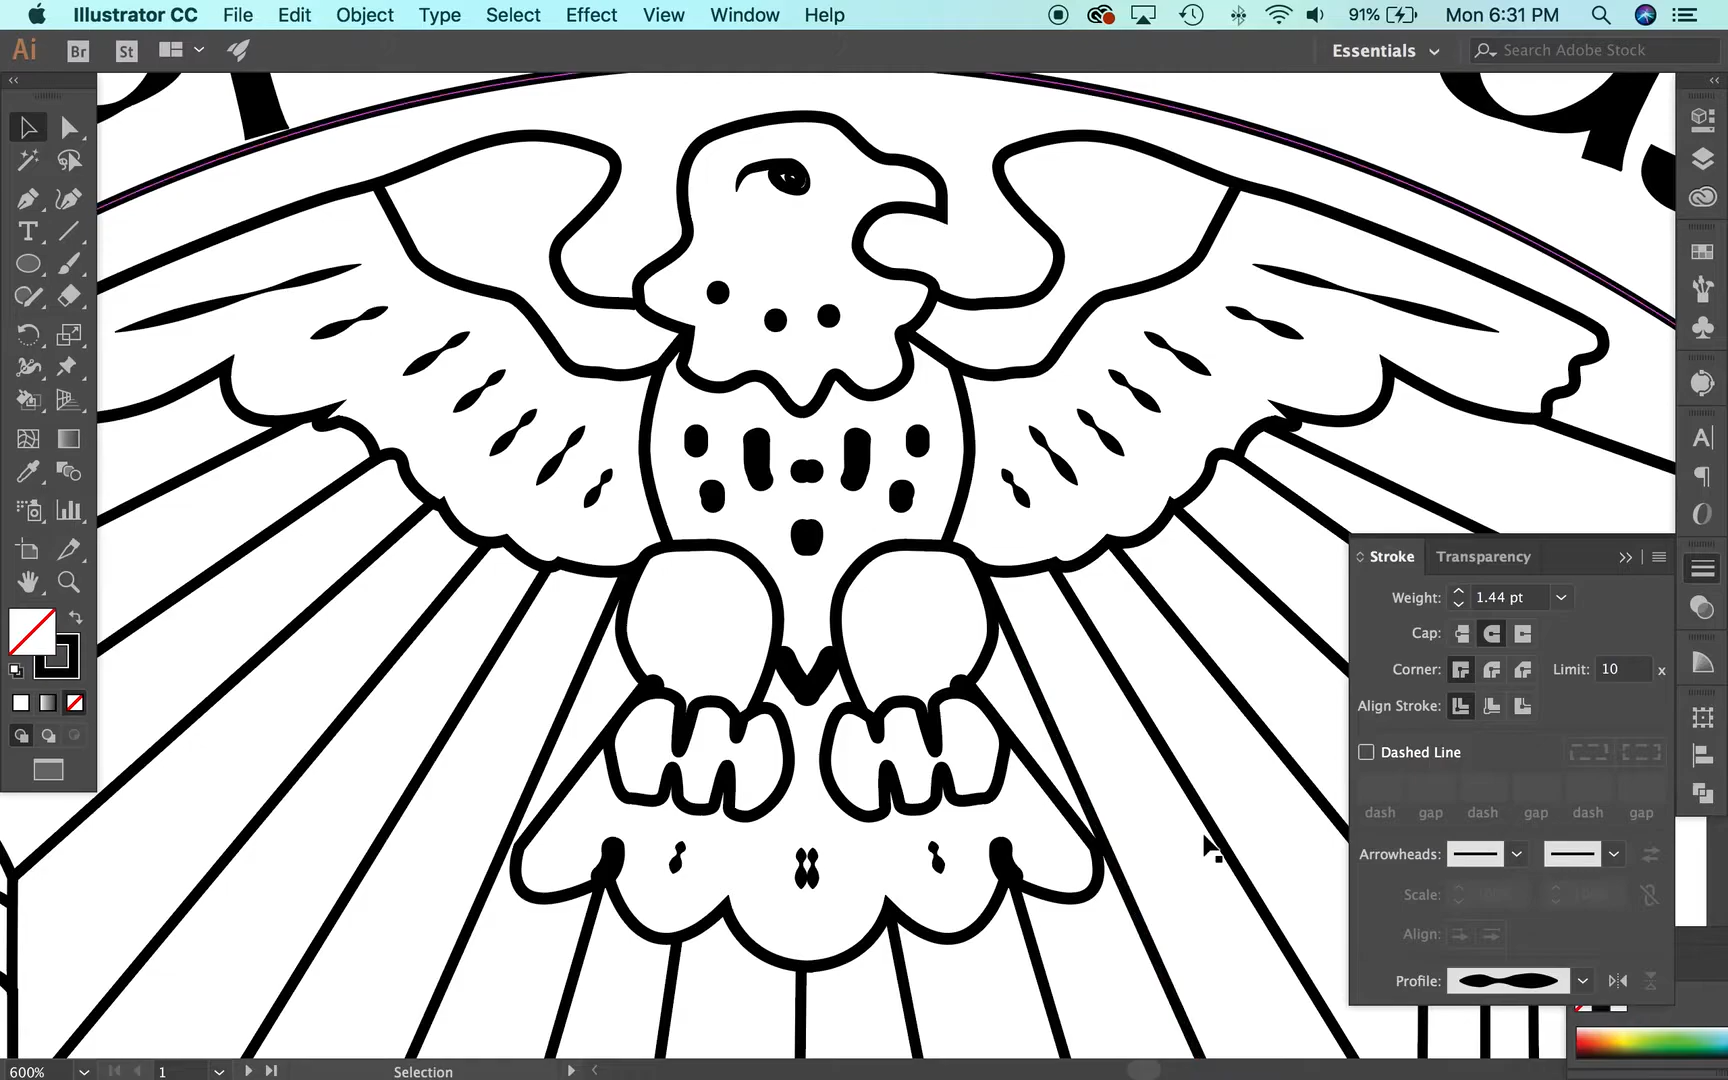 Illustrator CC File Edit Object Type Select Effect View Window Help 91% Mon 6:31 PM
Ai Br St Essentials Search Adobe Stock
Stroke Transparency
Weight: 1.44 pt
Cap:
Corner: Limit: 10 x
Align Stroke:
Dashed Line
dash gap dash gap dash gap
Arrowheads:
Scale:
Align:
Profile:
600% 1 Selection